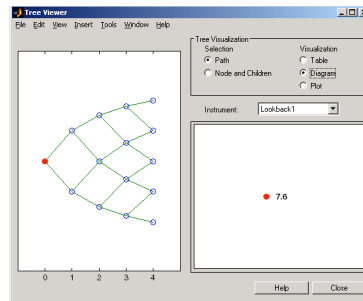 Tree Viewer
File Edit View Insert Tools Window Help
Tree Visualization
Selection
Visualization
Path
Table
Node and Children
Diagram
Plot
Instrument:
Lookback1
7.6
0 1 2 3 4
Help
Close